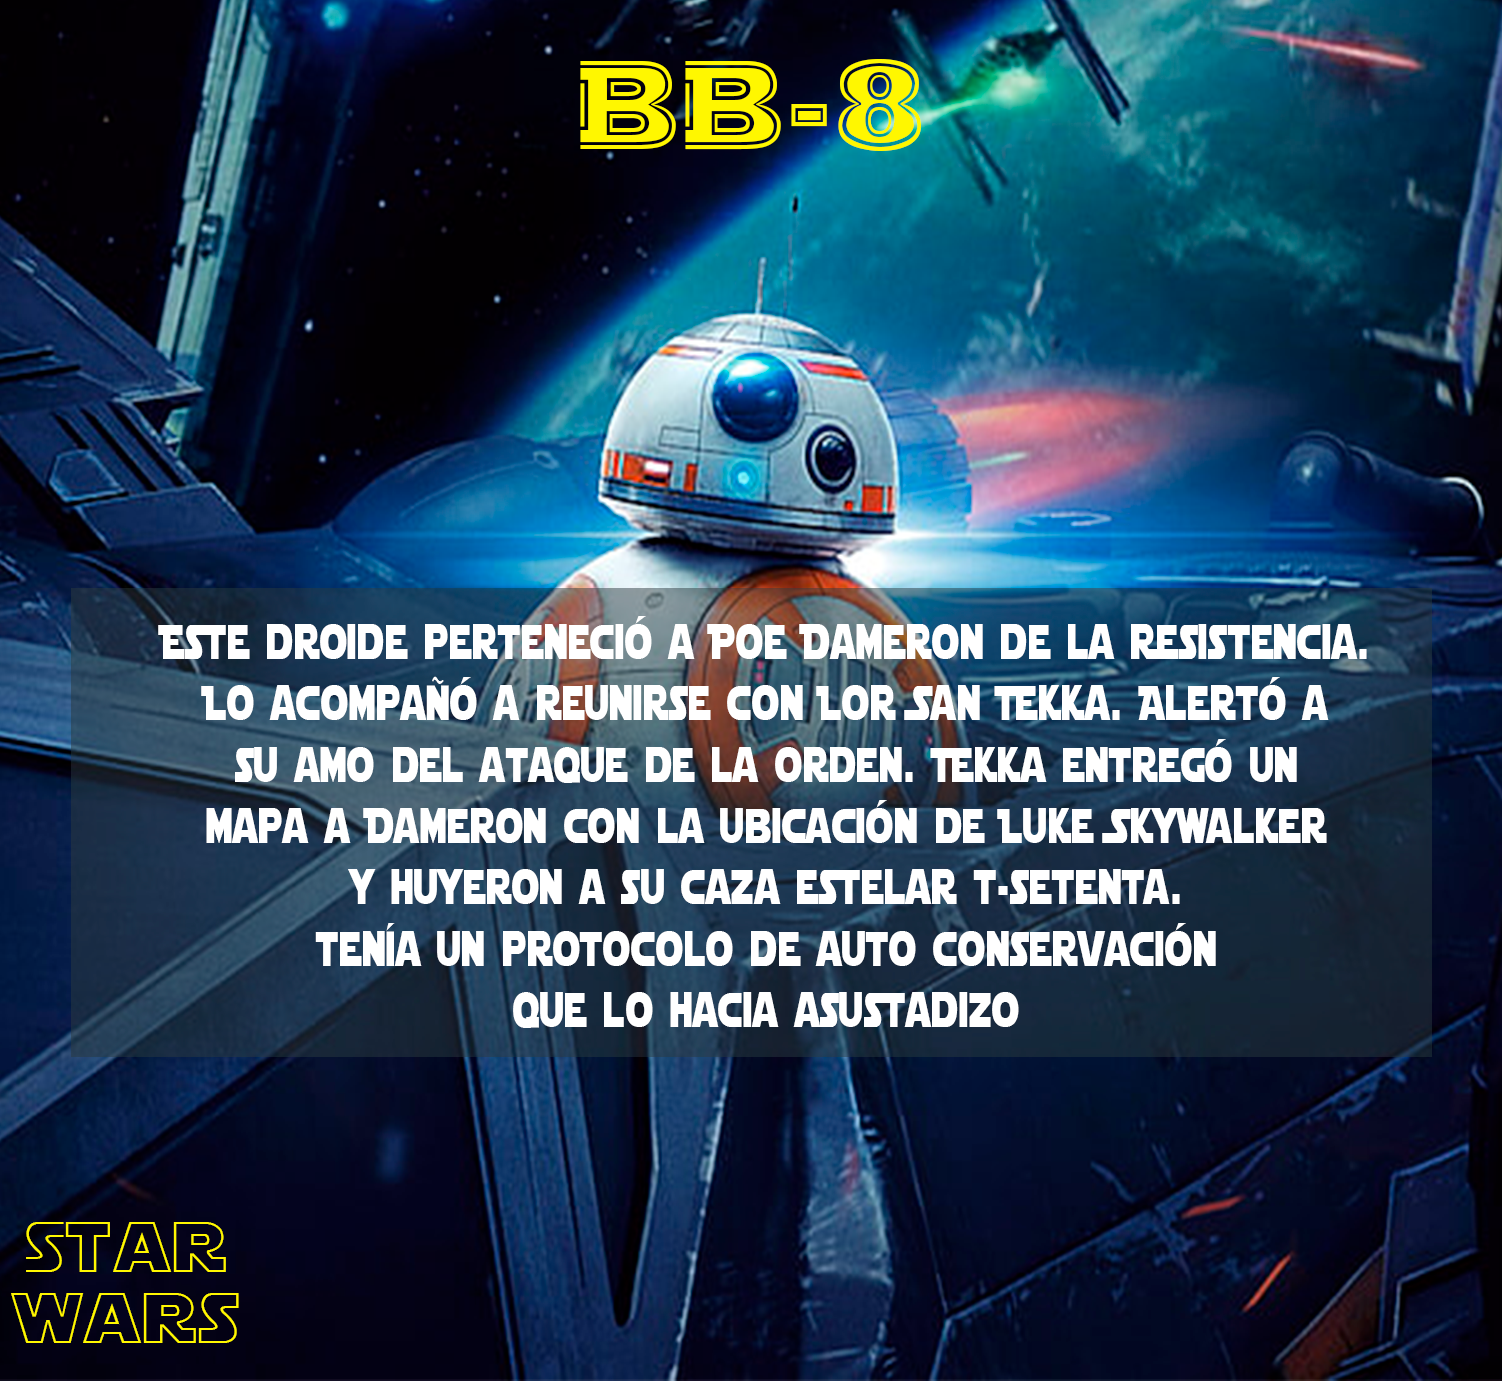 BB-8
Este droide perteneció a Poe Dameron de la Resistencia.
Lo acompañó a reunirse con Lor San Tekka. Alertó a
su amo del ataque de la orden. Tekka entregó un
mapa a Dameron con la ubicación de Luke Skywalker
y huyeron a su caza estelar T-setenta.
tenía un protocolo de auto conservación
que lo hacia asustadizo
STAR
WARS